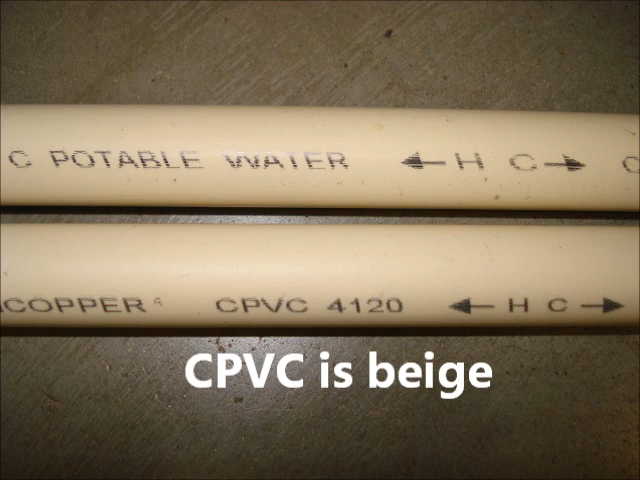 C POTABLE WATER ← H C → C
COPPER CPVC 4120 ← H C →
CPVC is beige